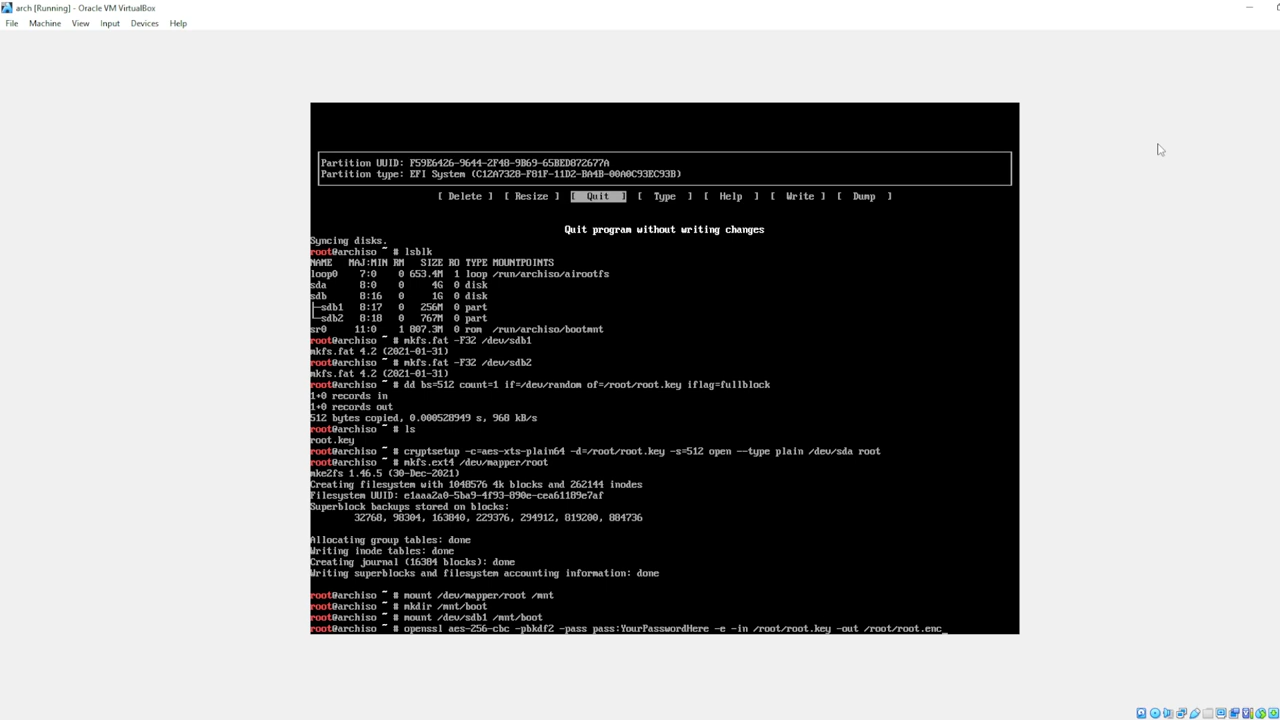 arch [Running] - Oracle VM VirtualBox
File Machine View Input Devices Help
Partition UUID: F59E6426-9644-2F48-9B69-65BED872677A
Partition type: EFI System (C12A7328-F81F-11D2-BA4B-00A0C93EC93B)
[ Delete ] [ Resize ] [ Quit ] [ Type ] [ Help ] [ Write ] [ Dump ]
Quit program without writing changes
Syncing disks.
root@archiso ~ # lsblk
NAME MAJ:MIN RM SIZE RO TYPE MOUNTPOINTS
loop0 7:0 0 653.4M 1 loop /run/archiso/airootfs
sda 8:0 0 4G 0 disk
sdb 8:16 0 1G 0 disk
├─sdb1 8:17 0 256M 0 part
└─sdb2 8:18 0 767M 0 part
sr0 11:0 1 807.3M 0 rom /run/archiso/bootmnt
root@archiso ~ # mkfs.fat -F32 /dev/sdb1
mkfs.fat 4.2 (2021-01-31)
root@archiso ~ # mkfs.fat -F32 /dev/sdb2
mkfs.fat 4.2 (2021-01-31)
root@archiso ~ # dd bs=512 count=1 if=/dev/random of=/root/root.key iflag=fullblock
1+0 records in
1+0 records out
512 bytes copied, 0.000528949 s, 968 kB/s
root@archiso ~ # ls
root.key
root@archiso ~ # cryptsetup -c=aes-xts-plain64 -d=/root/root.key -s=512 open --type plain /dev/sda root
root@archiso ~ # mkfs.ext4 /dev/mapper/root
mke2fs 1.46.5 (30-Dec-2021)
Creating filesystem with 1048576 4k blocks and 262144 inodes
Filesystem UUID: e1aaa2a0-5ba9-4f93-890e-cea61189e7af
Superblock backups stored on blocks:
32768, 98304, 163840, 229376, 294912, 819200, 884736
Allocating group tables: done
Writing inode tables: done
Creating journal (16384 blocks): done
Writing superblocks and filesystem accounting information: done
root@archiso ~ # mount /dev/mapper/root /mnt
root@archiso ~ # mkdir /mnt/boot
root@archiso ~ # mount /dev/sdb1 /mnt/boot
root@archiso ~ # openssl aes-256-cbc -pbkdf2 -pass pass:YourPasswordHere -e -in /root/root.key -out /root/root.enc_